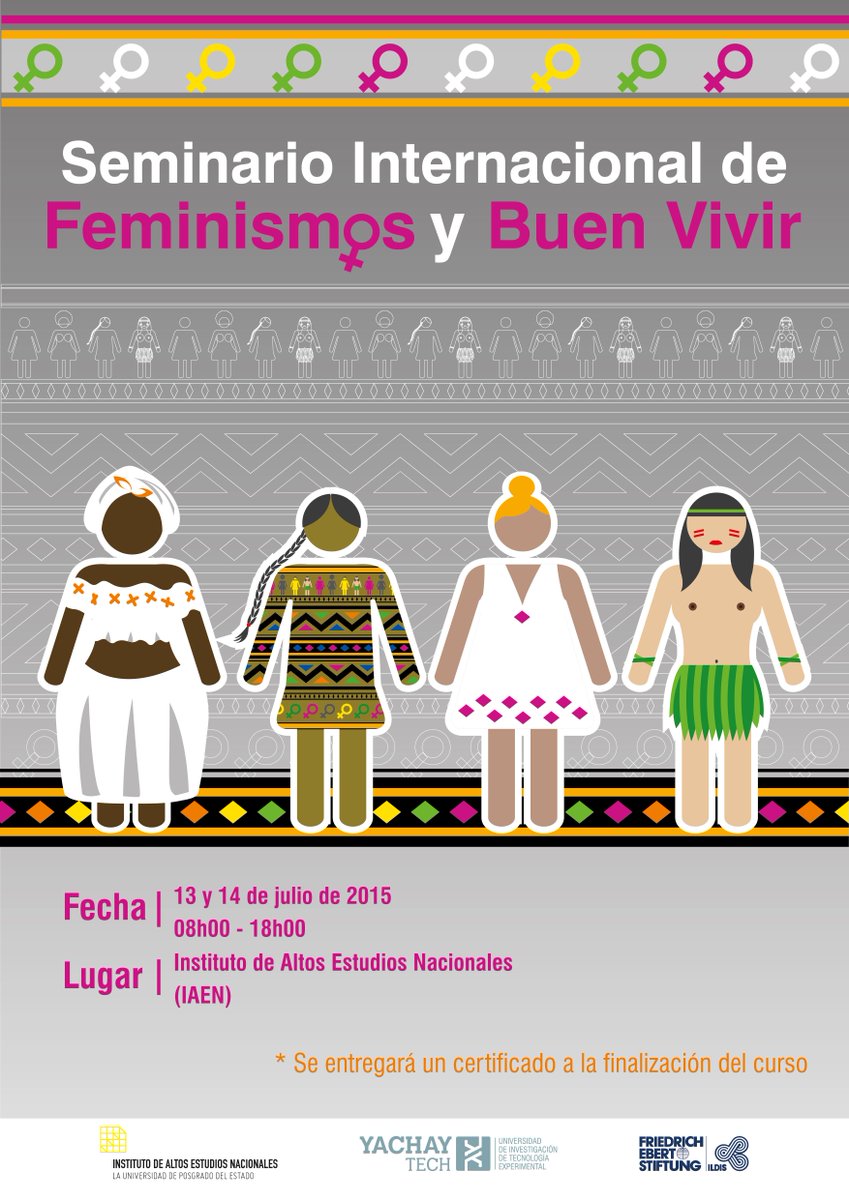 Seminario Internacional de
Feminismos y Buen Vivir
Fecha | 13 y 14 de julio de 2015
08h00 - 18h00
Lugar | Instituto de Altos Estudios Nacionales
(IAEN)
* Se entregará un certificado a la finalización del curso
INSTITUTO DE ALTOS ESTUDIOS NACIONALES
LA UNIVERSIDAD DE POSGRADO DEL ESTADO
YACHAY
TECH
UNIVERSIDAD
DE INVESTIGACIÓN
DE TECNOLOGÍA
EXPERIMENTAL
FRIEDRICH
EBERT
STIFTUNG
ILDIS